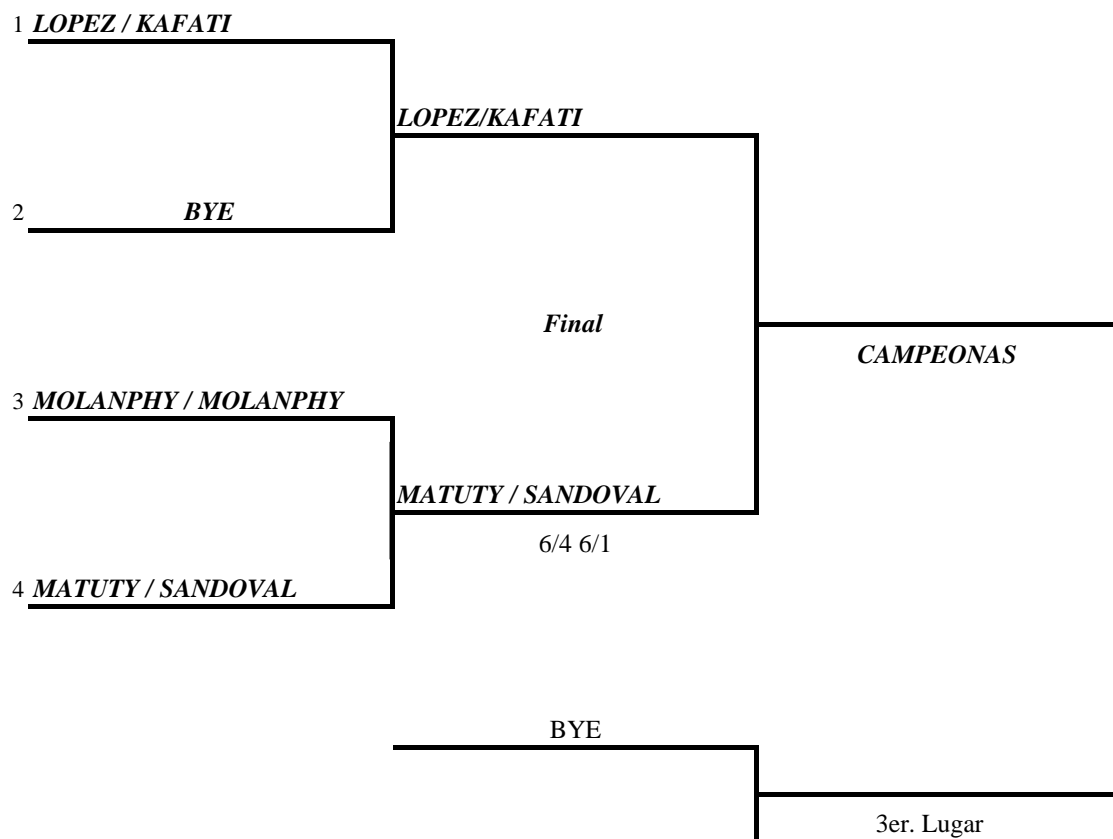 1 LOPEZ / KAFATI
LOPEZ/KAFATI
2 BYE
Final
CAMPEONAS
3 MOLANPHY / MOLANPHY
MATUTY / SANDOVAL
6/4 6/1
4 MATUTY / SANDOVAL
BYE
3er. Lugar